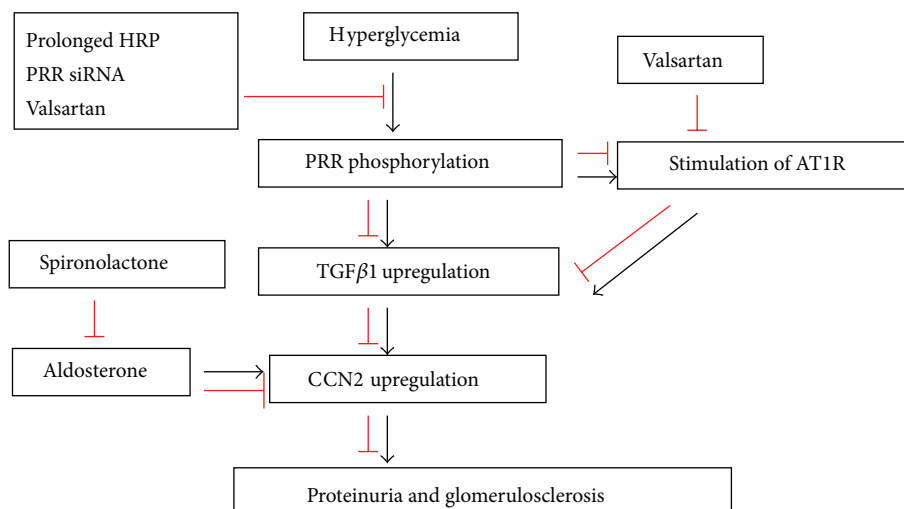 Prolonged HRP
PRR siRNA
Valsartan
Hyperglycemia
Valsartan
PRR phosphorylation
Stimulation of AT1R
Spironolactone
TGFβ1 upregulation
Aldosterone
CCN2 upregulation
Proteinuria and glomerulosclerosis